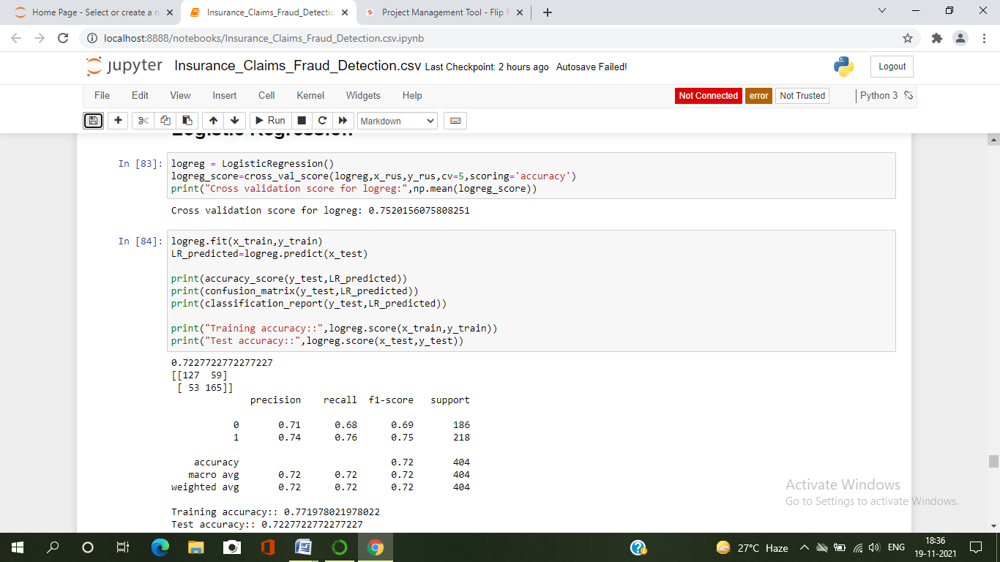 Home Page - Select or create a n
Insurance_Claims_Fraud_Detectio
Project Management Tool - Flip R
localhost:8888/notebooks/Insurance_Claims_Fraud_Detection.csv.ipynb
jupyter Insurance_Claims_Fraud_Detection.csv Last Checkpoint: 2 hours ago Autosave Failed!
Logout
File Edit View Insert Cell Kernel Widgets Help
Not Connected error Not Trusted Python 3
Run Markdown
Logistic Regression
In [83]: logreg = LogisticRegression()
logreg_score=cross_val_score(logreg,x_rus,y_rus,cv=5,scoring='accuracy')
print("Cross validation score for logreg:",np.mean(logreg_score))
Cross validation score for logreg: 0.7520156075808251
In [84]: logreg.fit(x_train,y_train)
LR_predicted=logreg.predict(x_test)
print(accuracy_score(y_test,LR_predicted))
print(confusion_matrix(y_test,LR_predicted))
print(classification_report(y_test,LR_predicted))
print("Training accuracy::",logreg.score(x_train,y_train))
print("Test accuracy::",logreg.score(x_test,y_test))
0.7227722772277227
[[127  59]
 [ 53 165]]
precision recall f1-score support
0 0.71 0.68 0.69 186
1 0.74 0.76 0.75 218
accuracy 0.72 404
macro avg 0.72 0.72 0.72 404
weighted avg 0.72 0.72 0.72 404
Training accuracy:: 0.771978021978022
Test accuracy:: 0.7227722772277227
Activate Windows
Go to Settings to activate Windows.
27°C Haze
ENG
18:36
19-11-2021